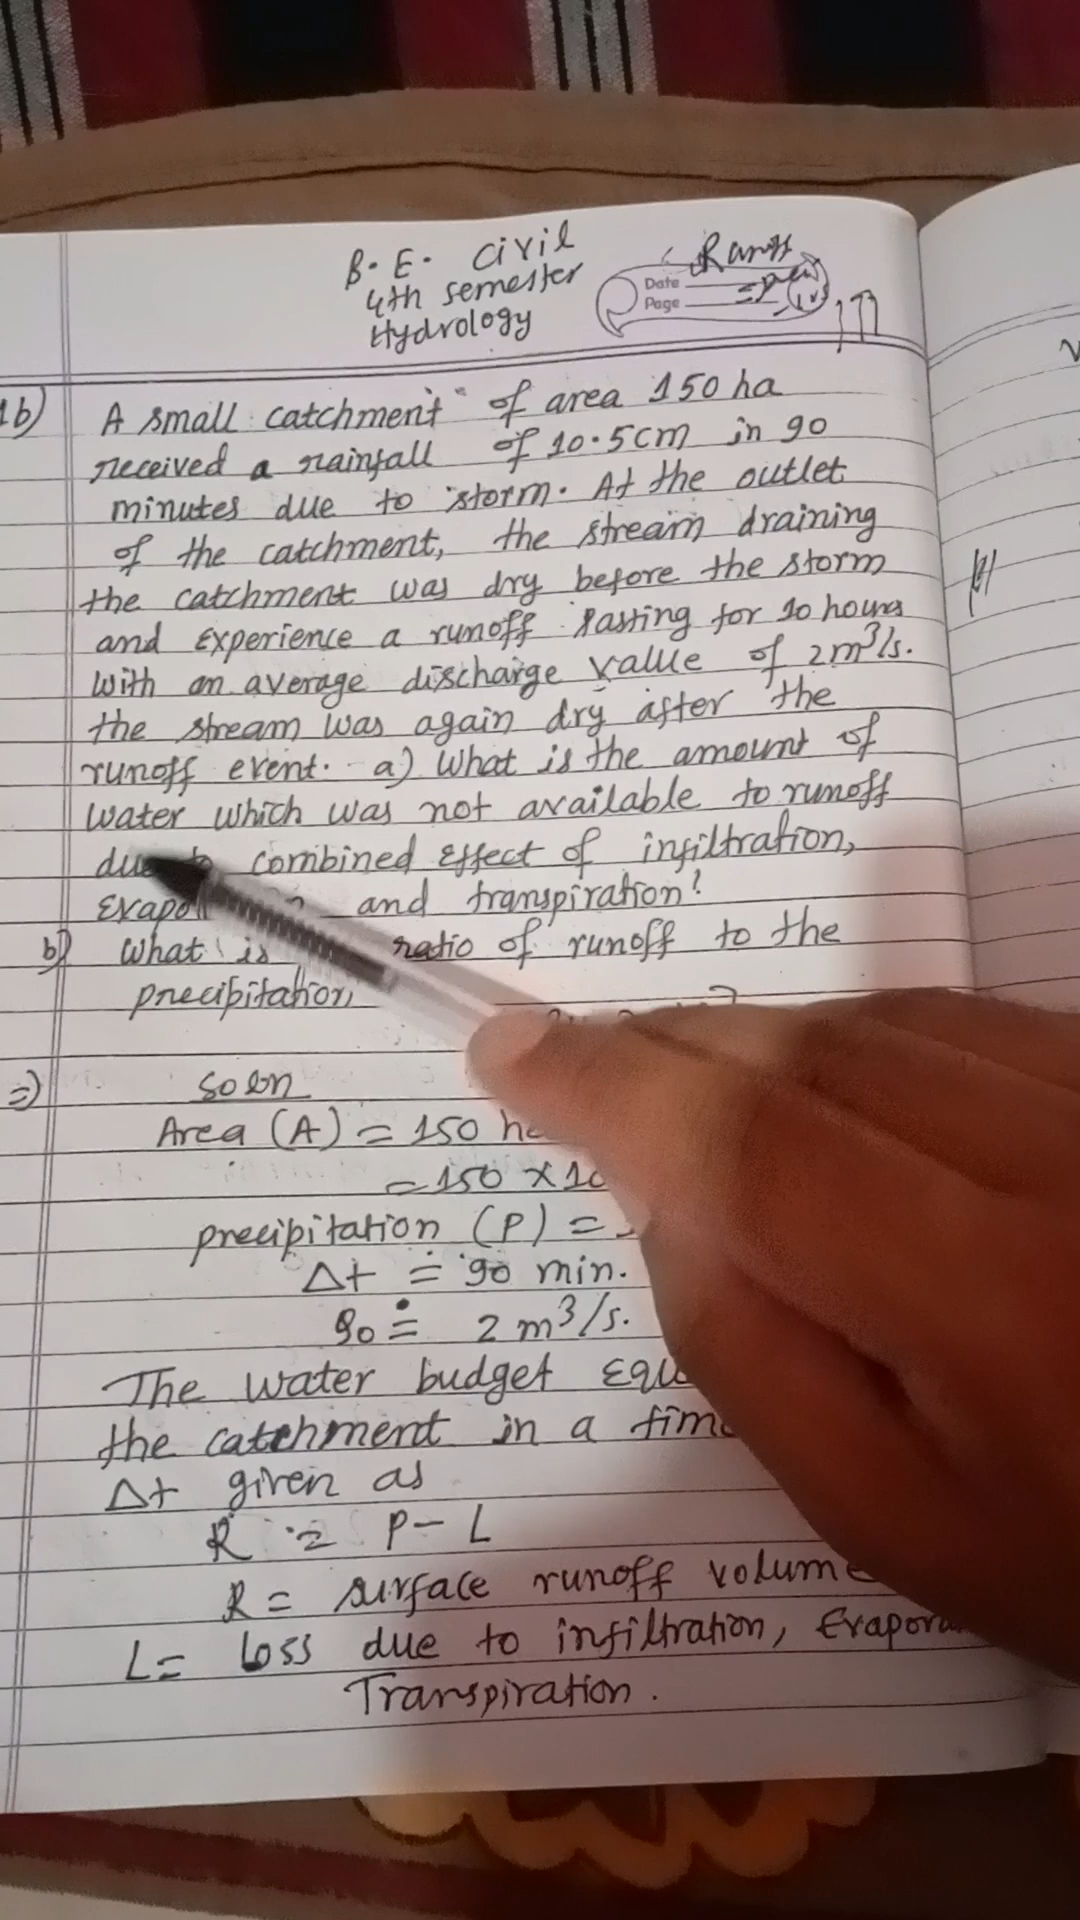 B.E. Civil
4th semester
Hydrology
Date
Page
1b) A small catchment of area 150 ha
received a rainfall of 10.5cm in 90
minutes due to storm. At the outlet
of the catchment, the stream draining
the catchment was dry before the storm
and experience a runoff lasting for 10 hours
with an average discharge value of 2m³/s.
the stream was again dry after the
runoff event. a) What is the amount of
water which was not available to runoff
due combined effect of infiltration,
and transpiration?
b) What is ratio of runoff to the
precipitation
=) Soln
Area (A) = 150
= 150 × 10
precipitation (P) =
Δt = 90 min.
= 2 m³/s.
The water budget
the catchment in a
Δt given as
R = P - L
R = surface runoff volume
L = Loss due to infiltration,
Transpiration.